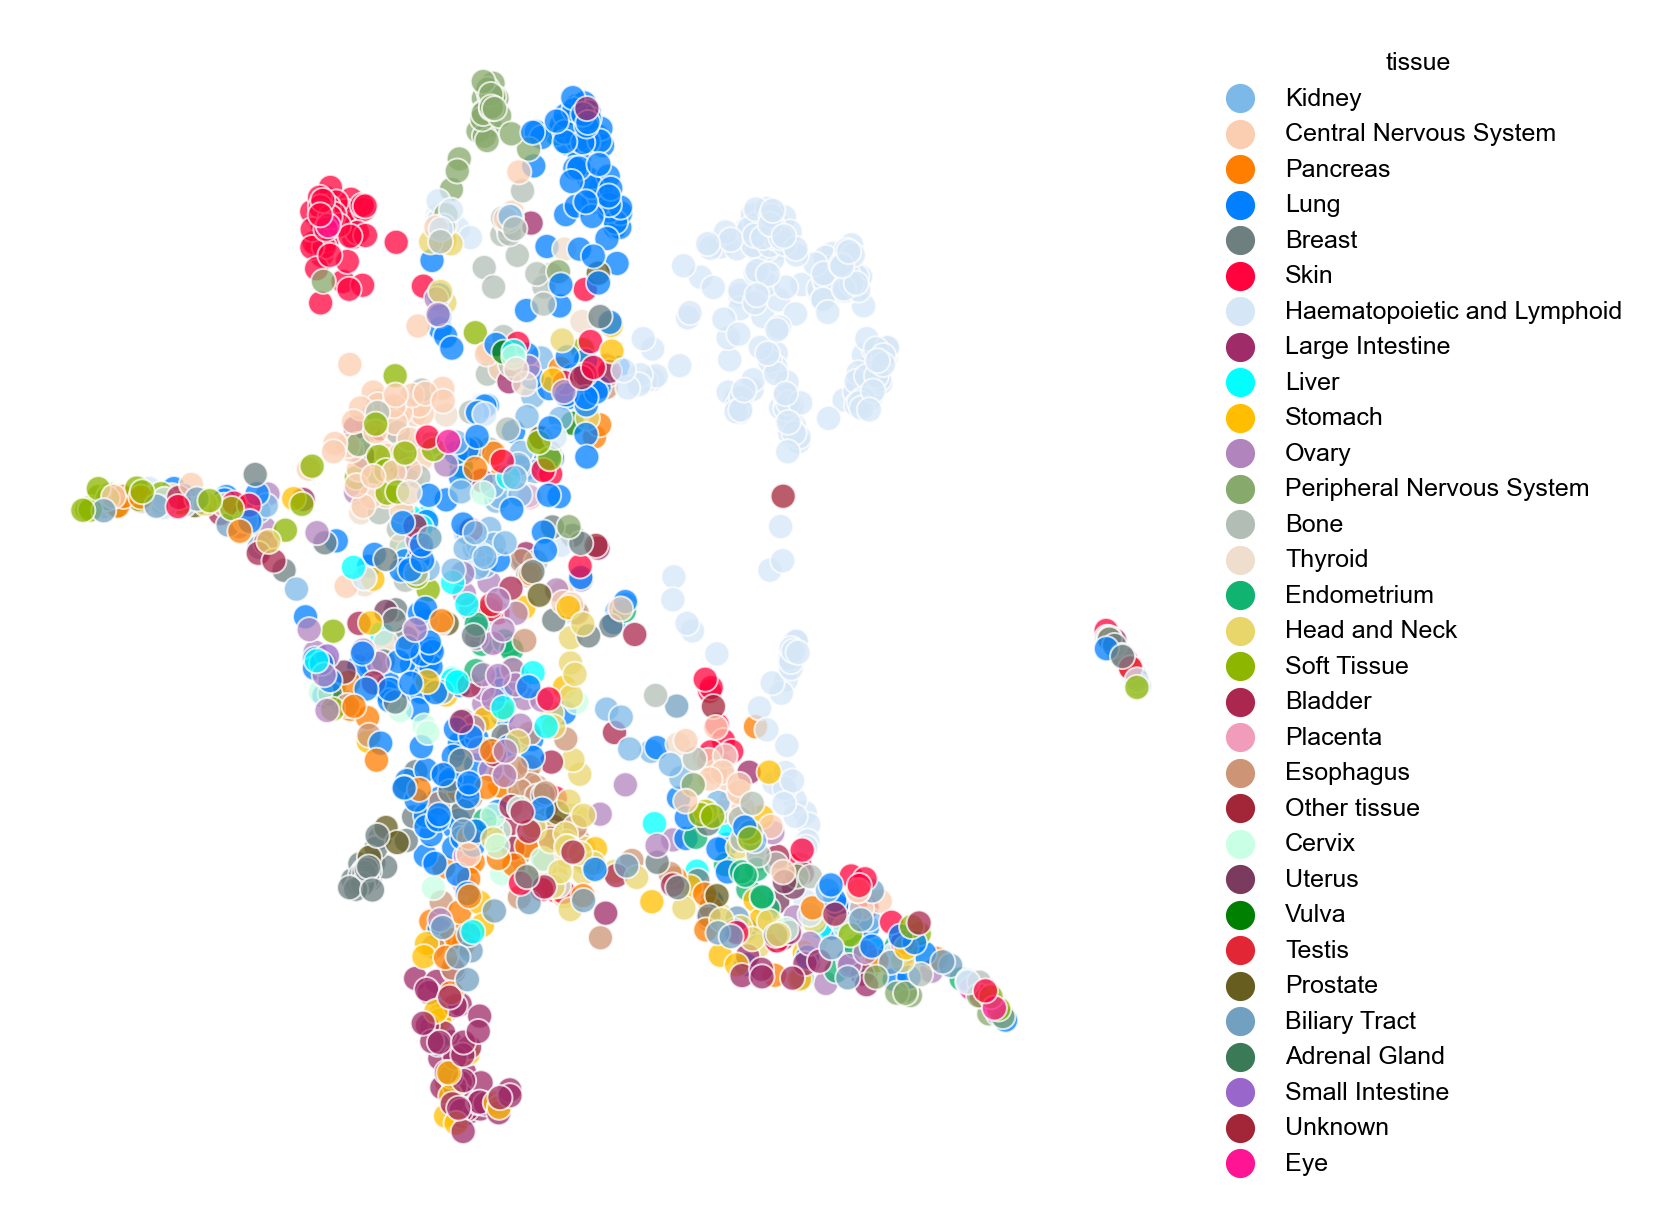 tissue
Kidney
Central Nervous System
Pancreas
Lung
Breast
Skin
Haematopoietic and Lymphoid
Large Intestine
Liver
Stomach
Ovary
Peripheral Nervous System
Bone
Thyroid
Endometrium
Head and Neck
Soft Tissue
Bladder
Placenta
Esophagus
Other tissue
Cervix
Uterus
Vulva
Testis
Prostate
Biliary Tract
Adrenal Gland
Small Intestine
Unknown
Eye